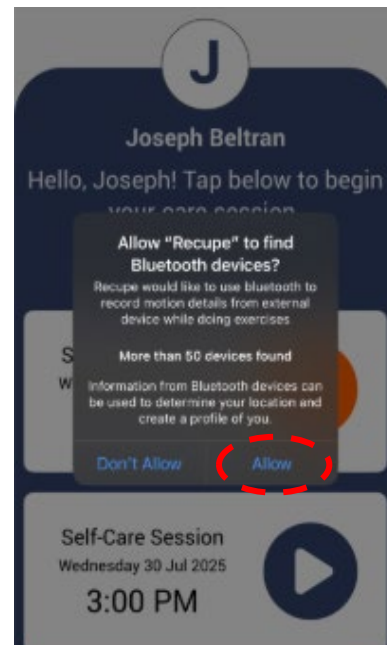 J
Joseph Beltran
Hello, Joseph! Tap below to begin
your care session
Allow “Recupe” to find
Bluetooth devices?
Recupe would like to use bluetooth to
record motion details from external
device while doing exercises
More than 50 devices found
Information from Bluetooth devices can
be used to determine your location and
create a profile of you.
Don't Allow
Allow
Self-Care Session
Wednesday 30 Jul 2025
3:00 PM